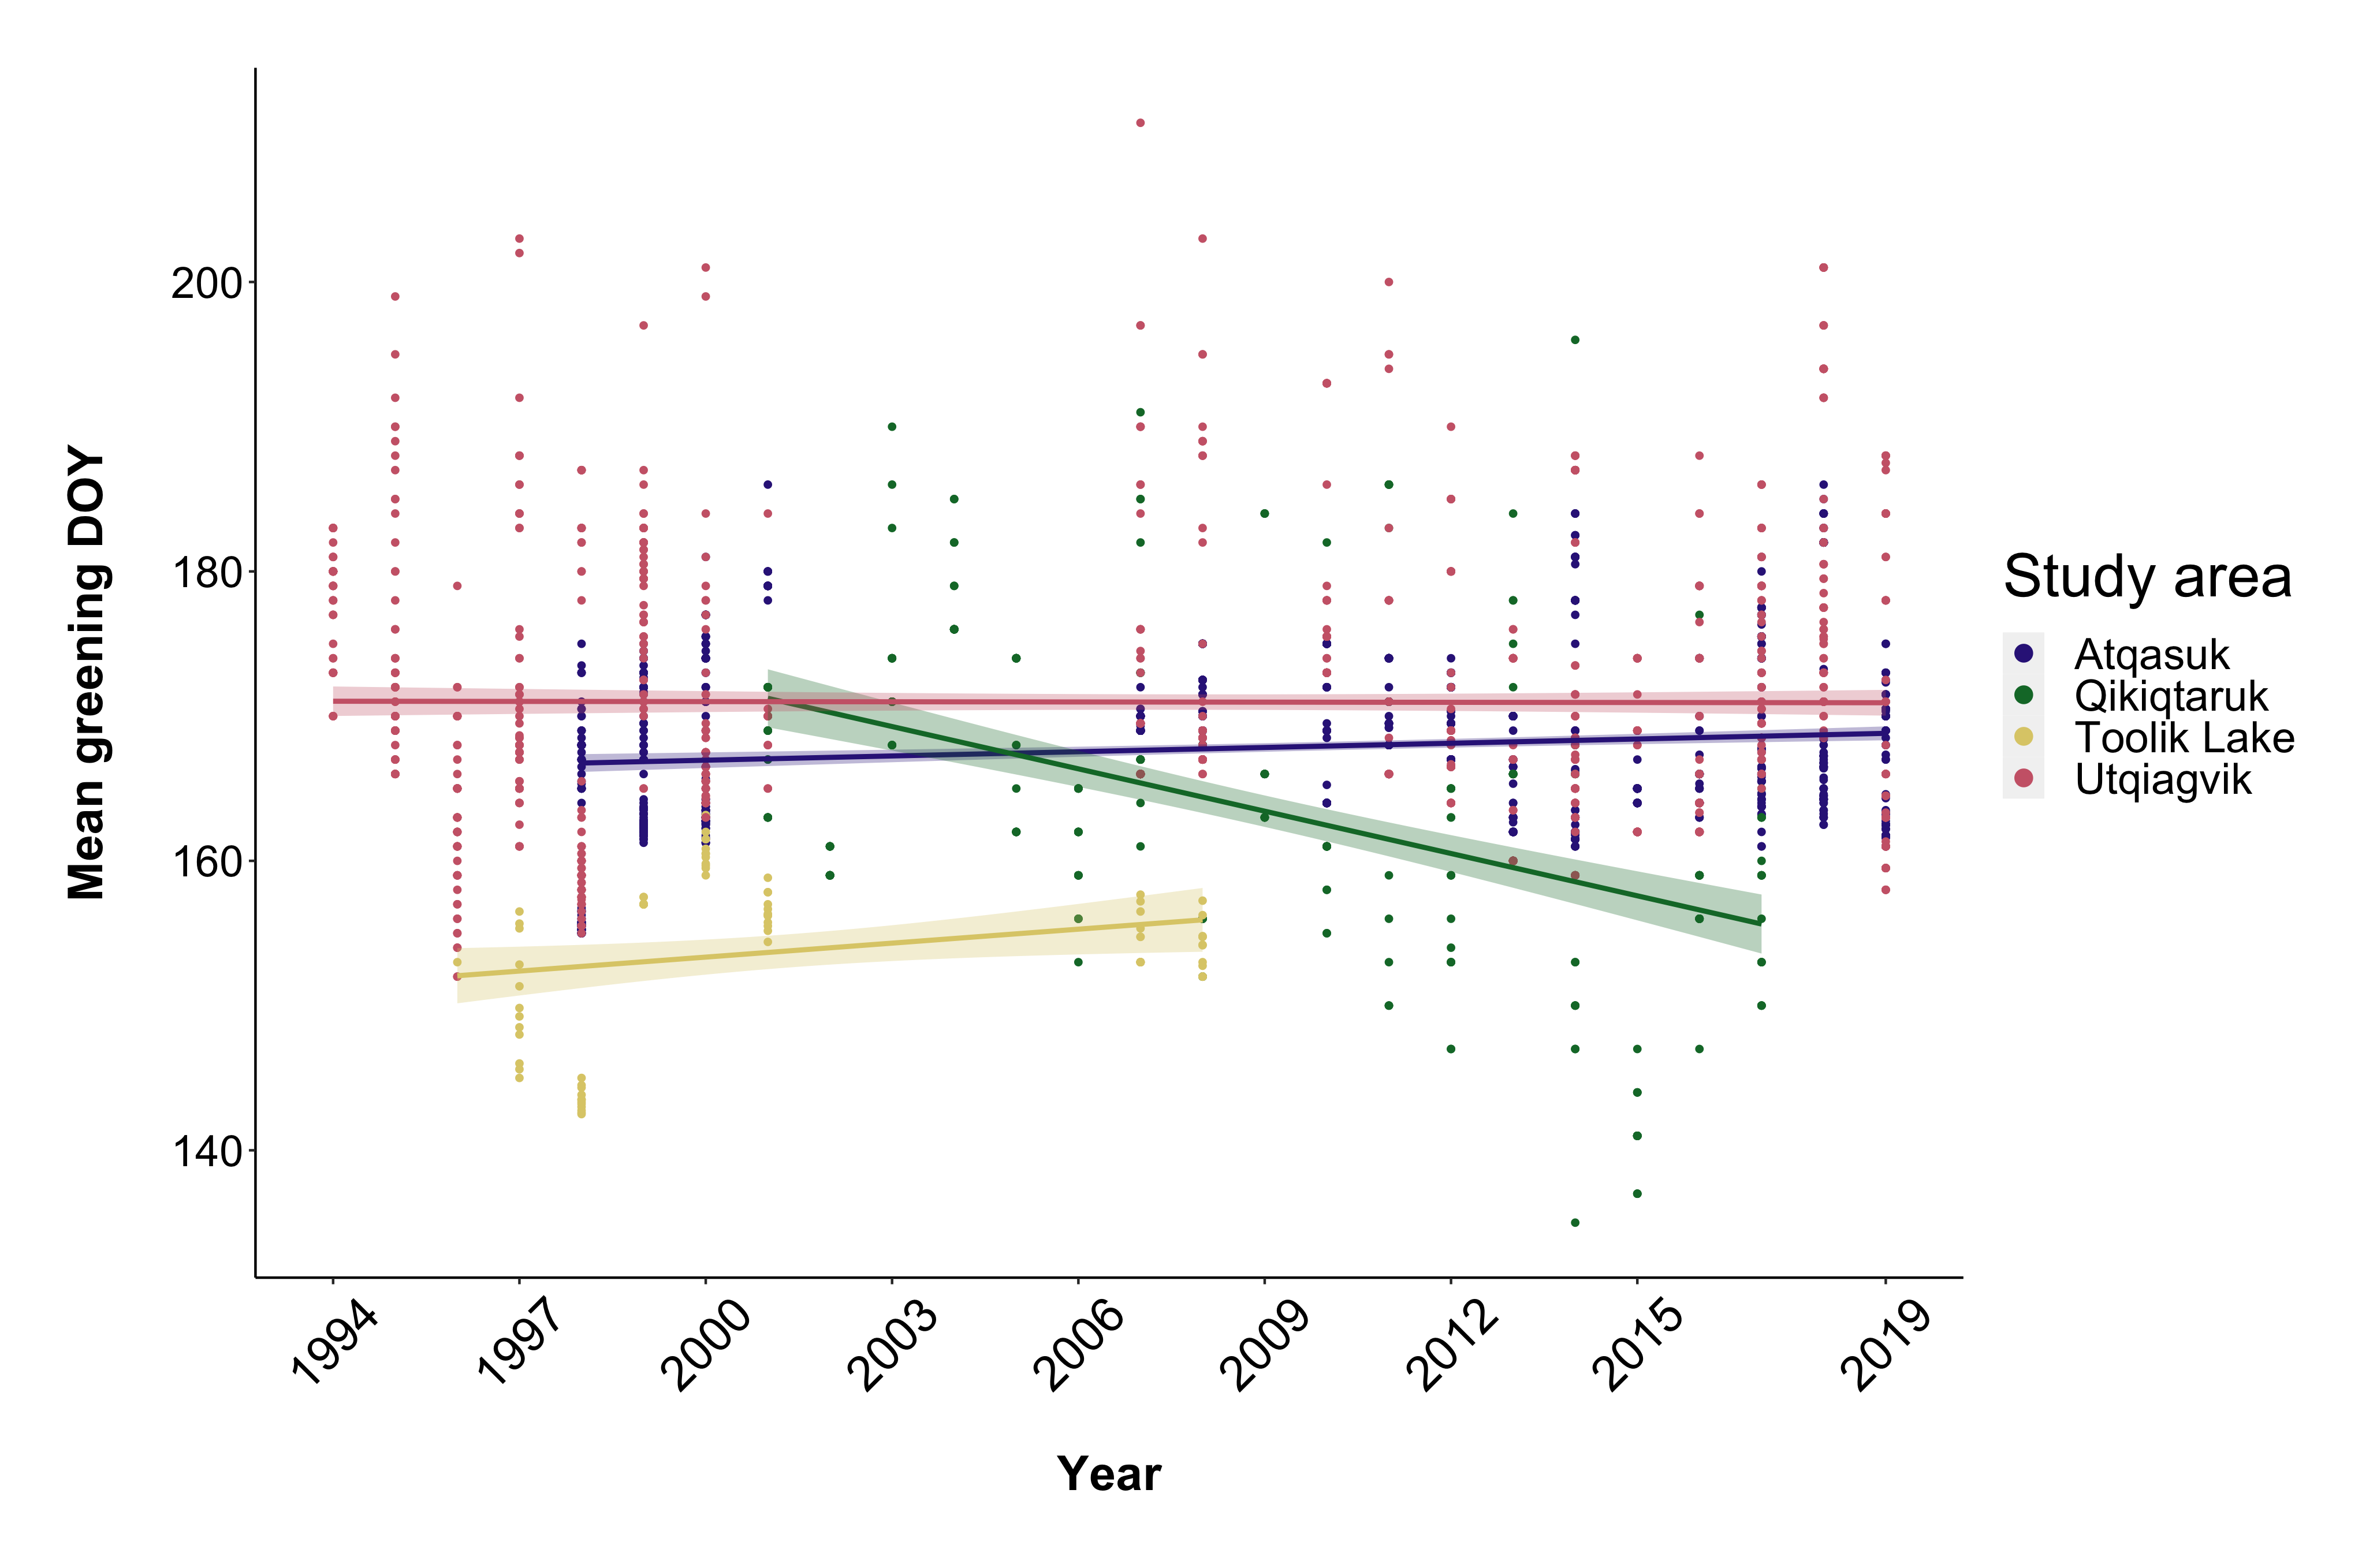 Mean greening DOY
200
180
160
140
1994
1997
2000
2003
2006
2009
2012
2015
2019
Year
Study area
Atqasuk
Qikiqtaruk
Toolik Lake
Utqiagvik